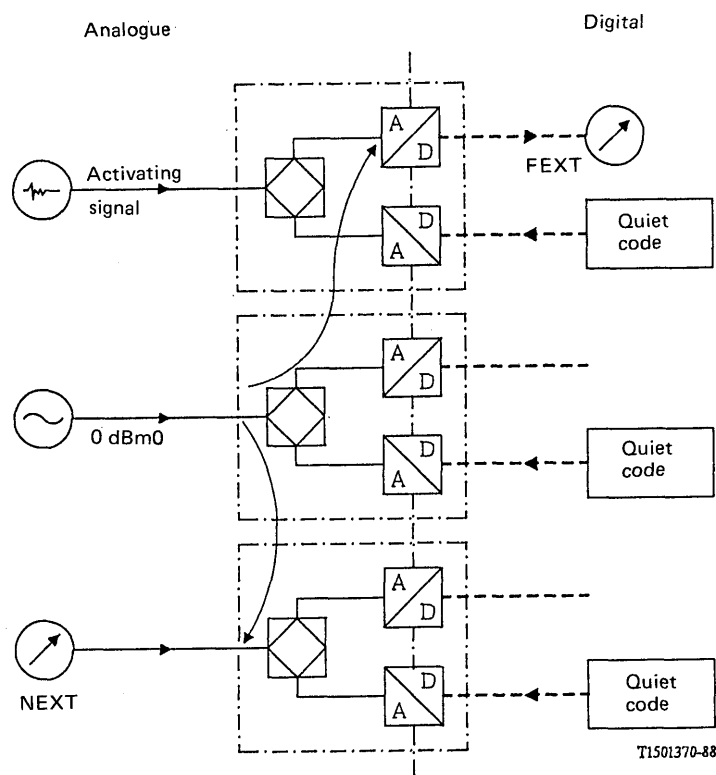 Analogue
Digital
A
D
FEXT
Activating
signal
D
A
Quiet
code
A
D
0 dBm0
D
A
Quiet
code
A
D
NEXT
D
A
Quiet
code
T1501370-88